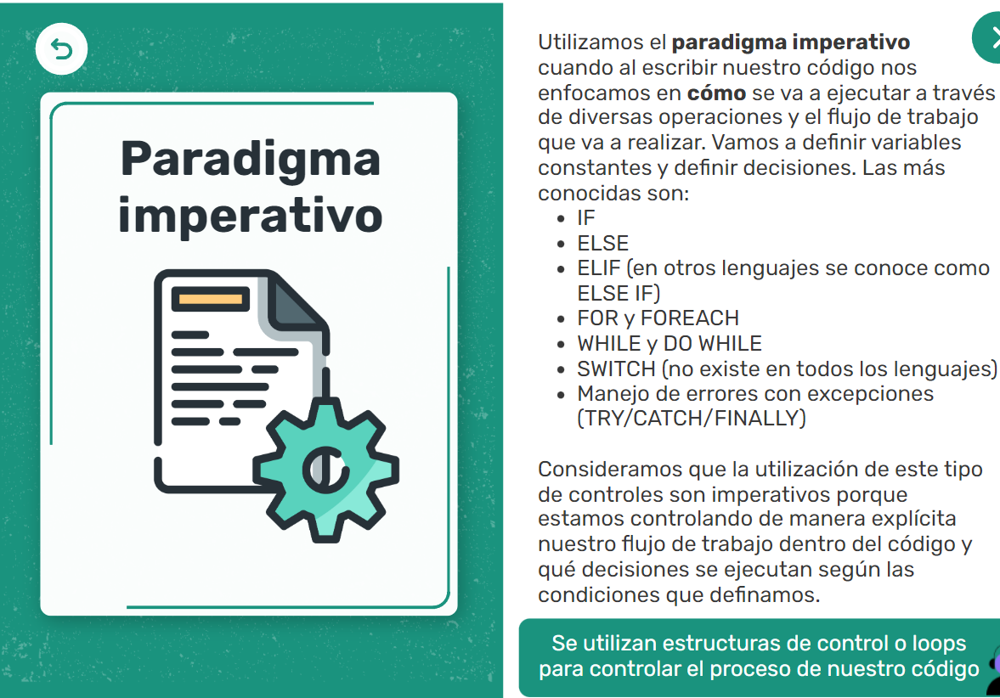 Paradigma
imperativo
Utilizamos el paradigma imperativo
cuando al escribir nuestro código nos
enfocamos en cómo se va a ejecutar a través
de diversas operaciones y el flujo de trabajo
que va a realizar. Vamos a definir variables
constantes y definir decisiones. Las más
conocidas son:
• IF
• ELSE
• ELIF (en otros lenguajes se conoce como
ELSE IF)
• FOR y FOREACH
• WHILE y DO WHILE
• SWITCH (no existe en todos los lenguajes)
• Manejo de errores con excepciones
(TRY/CATCH/FINALLY)
Consideramos que la utilización de este tipo
de controles son imperativos porque
estamos controlando de manera explícita
nuestro flujo de trabajo dentro del código y
qué decisiones se ejecutan según las
condiciones que definamos.
Se utilizan estructuras de control o loops
para controlar el proceso de nuestro código